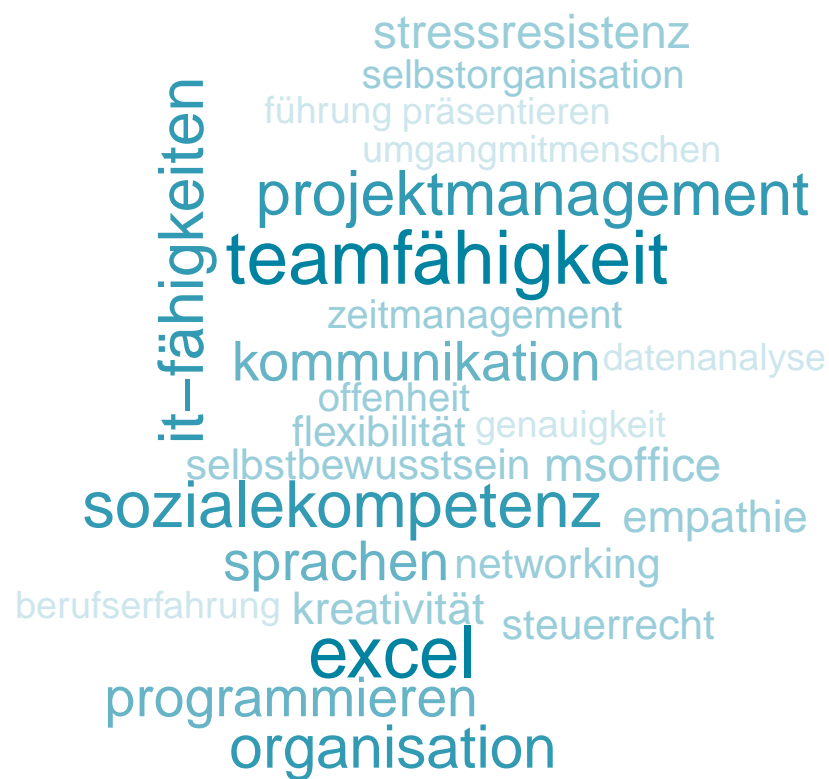 stressresistenz
selbstorganisation
führung präsentieren
umgangmitmenschen
projektmanagement
it–fähigkeiten
teamfähigkeit
zeitmanagement
kommunikation datenanalyse
offenheit
flexibilität genauigkeit
selbstbewusstsein msoffice
sozialekompetenz empathie
sprachen networking
berufserfahrung kreativität steuerrecht
excel
programmieren
organisation